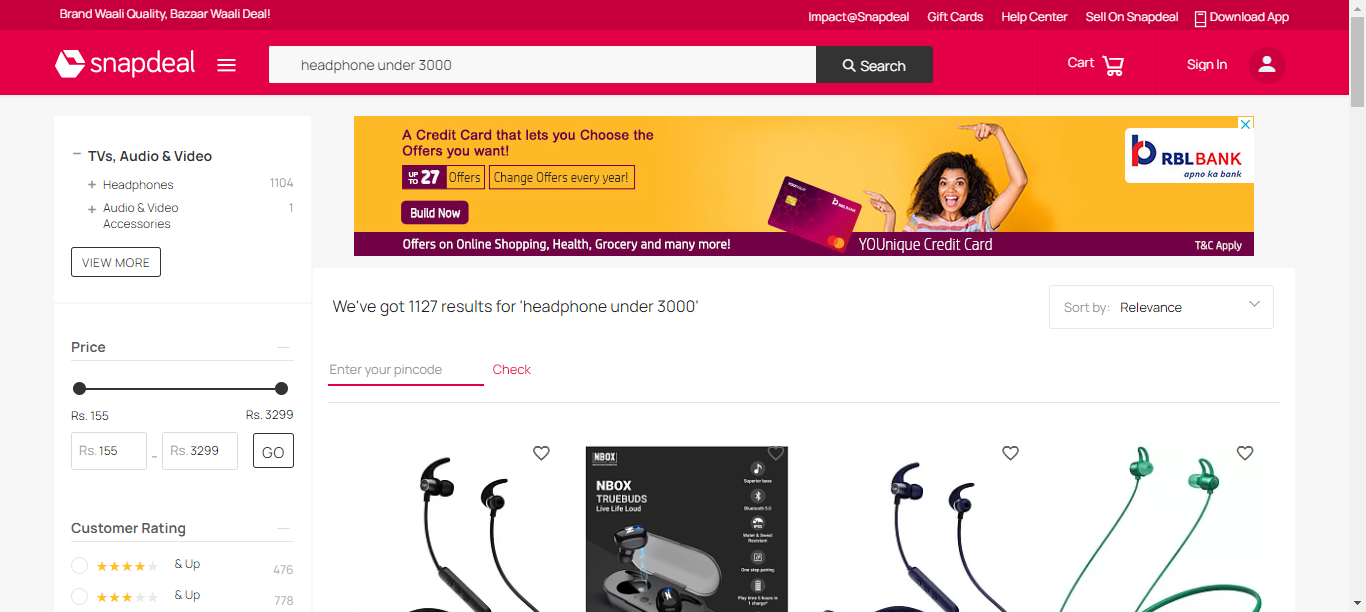 Brand Waali Quality, Bazaar Waali Deal!
Impact@Snapdeal Gift Cards Help Center Sell On Snapdeal Download App
snapdeal
headphone under 3000
Search
Cart
Sign In
TVs, Audio & Video
Headphones 1104
Audio & Video 1
Accessories
VIEW MORE
Price
Rs. 155 Rs. 3299
Rs. 155 - Rs. 3299 GO
Customer Rating
& Up 476
& Up 778
A Credit Card that lets you Choose the
Offers you want!
UP TO 27 Offers Change Offers every year!
Build Now
Offers on Online Shopping, Health, Grocery and many more!
YOUnique Credit Card
T&C Apply
RBLBANK
apno ka bank
We've got 1127 results for 'headphone under 3000'
Sort by: Relevance
Enter your pincode Check
NBOX
NBOX
TRUEBUDS
Live Life Loud
Superior bass
Bluetooth 5.0
IPX
Water & Sweat
Resistant
One step pairing
Play time 5 hours in
1 charge*